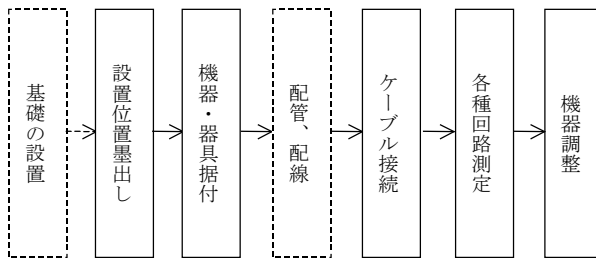 基礎の設置
設置位置墨出し
機器・器具据付
配管、配線
ケーブル接続
各種回路測定
機器調整